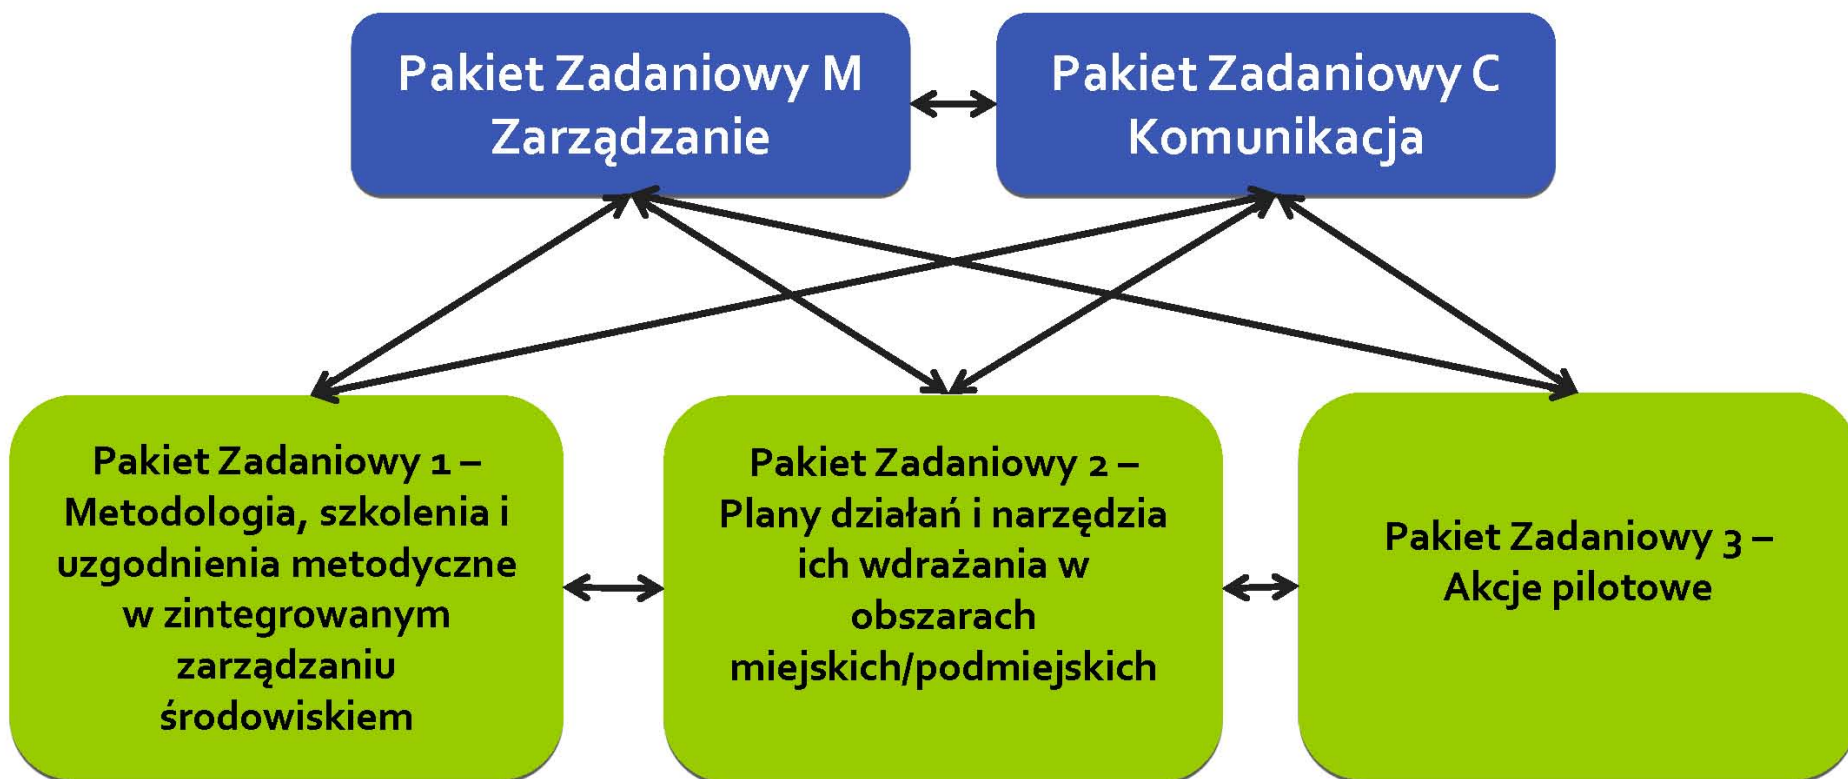 Pakiet Zadaniowy M
Zarządzanie
Pakiet Zadaniowy C
Komunikacja
Pakiet Zadaniowy 1 –
Metodologia, szkolenia i
uzgodnienia metodyczne
w zintegrowanym
zarządzaniu
środowiskiem
Pakiet Zadaniowy 2 –
Plany działań i narzędzia
ich wdrażania w
obszarach
miejskich/podmiejskich
Pakiet Zadaniowy 3 –
Akcje pilotowe